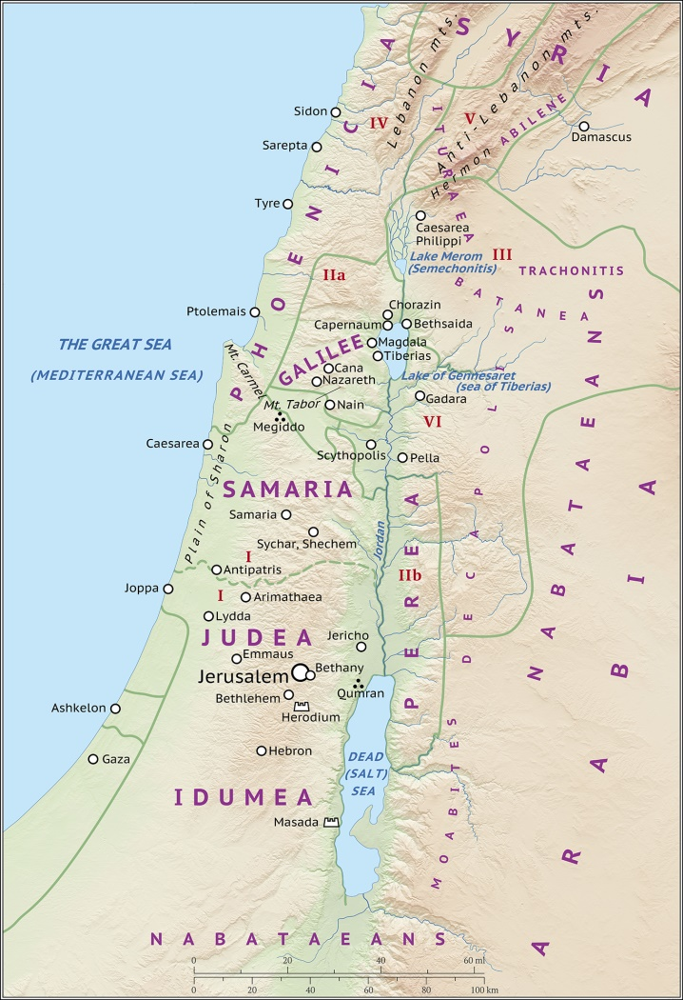 SYRIA
PHOENICIA
Lebanon mts.
Anti-Lebanon mts.
Hermon
ABILENE
ITURAEA
IV
V
Sidon
Damascus
Sarepta
Tyre
Caesarea
Philippi
Lake Merom
(Semechonitis)
III
TRACHONITIS
BATANEA
IIa
Chorazin
Ptolemais
Capernaum
Bethsaida
THE GREAT SEA
(MEDITERRANEAN SEA)
GALILEE
Magdala
Tiberias
Mt. Carmel
Cana
Nazareth
Lake of Gennesaret
(sea of Tiberias)
Mt. Tabor
Nain
Gadara
Megiddo
VI
DECAPOLIS
NABATAEANS
Caesarea
Scythopolis
Pella
Plain of Sharon
SAMARIA
Samaria
Sychar, Shechem
Jordan
I
Antipatris
IIb
PEREA
ARABIA
Joppa
I
Arimathaea
Lydda
JUDEA
Jericho
Emmaus
Jerusalem
Bethany
Bethlehem
Qumran
Herodium
Ashkelon
Gaza
Hebron
DEAD
(SALT)
SEA
IDUMEA
Masada
MOABITES
NABATAEANS
0 20 40 60 ml
0 20 40 60 80 100 km